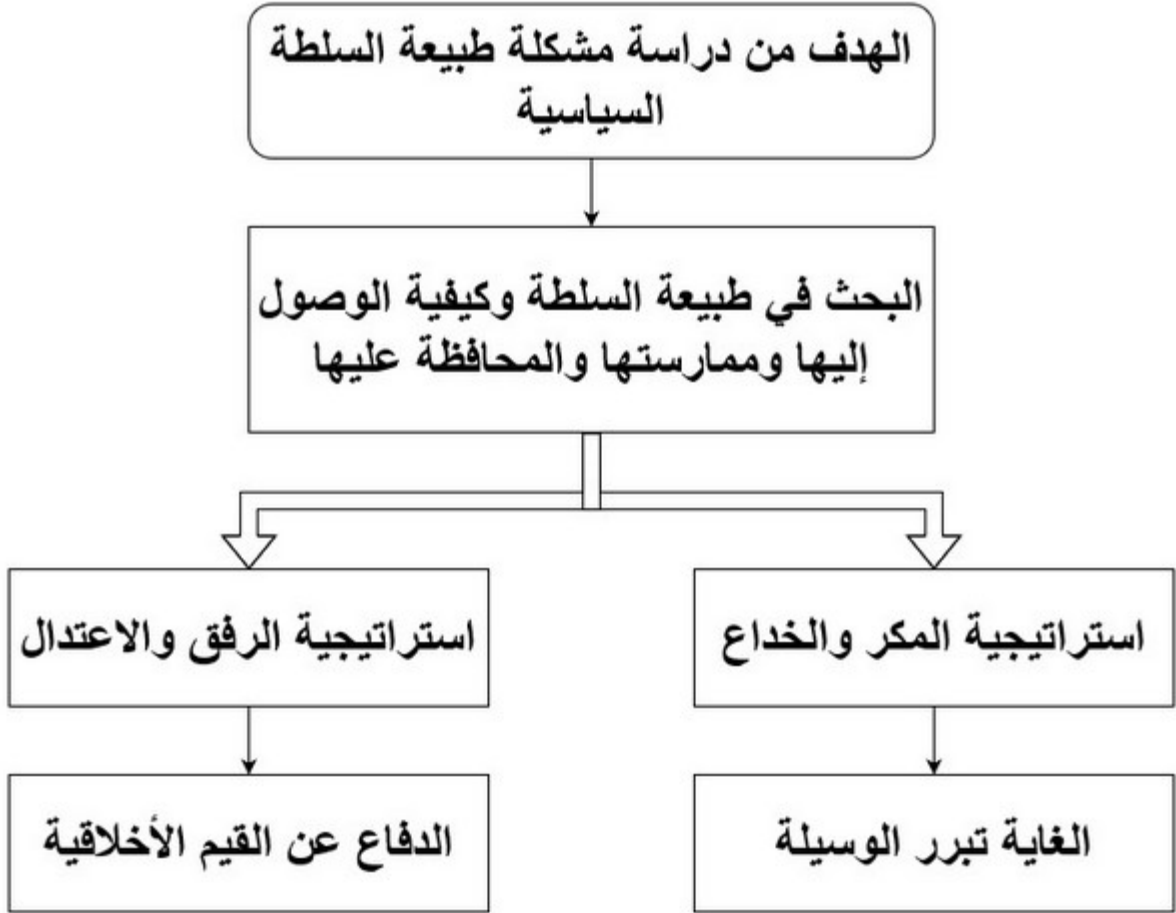 الهدف من دراسة مشكلة طبيعة السلطة
السياسية
البحث في طبيعة السلطة وكيفية الوصول
إليها وممارستها والمحافظة عليها
استراتيجية المكر والخداع
استراتيجية الرفق والاعتدال
الغاية تبرر الوسيلة
الدفاع عن القيم الأخلاقية